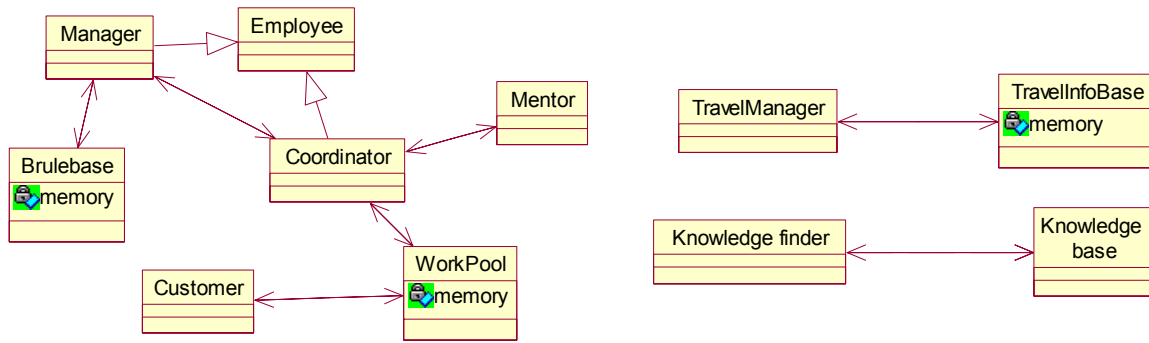 Manager
Employee
Mentor
Brulebase
memory
Coordinator
Customer
WorkPool
memory
TravelManager
TravelInfoBase
memory
Knowledge finder
Knowledge
base